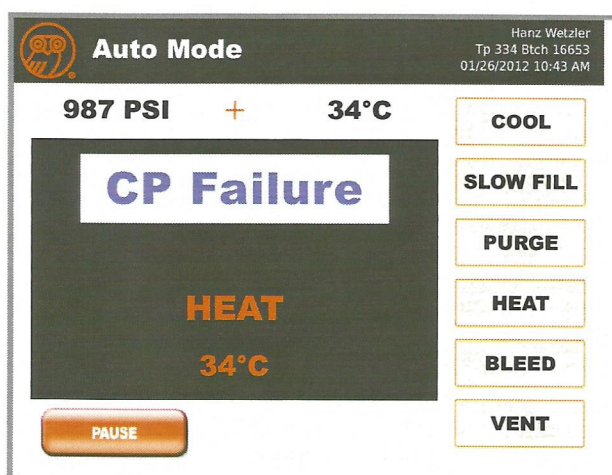 Auto Mode
Hanz Wetzler
Tp 334 Btch 16653
01/26/2012 10:43 AM
987 PSI + 34°C
CP Failure
HEAT
34°C
COOL
SLOW FILL
PURGE
HEAT
BLEED
VENT
PAUSE